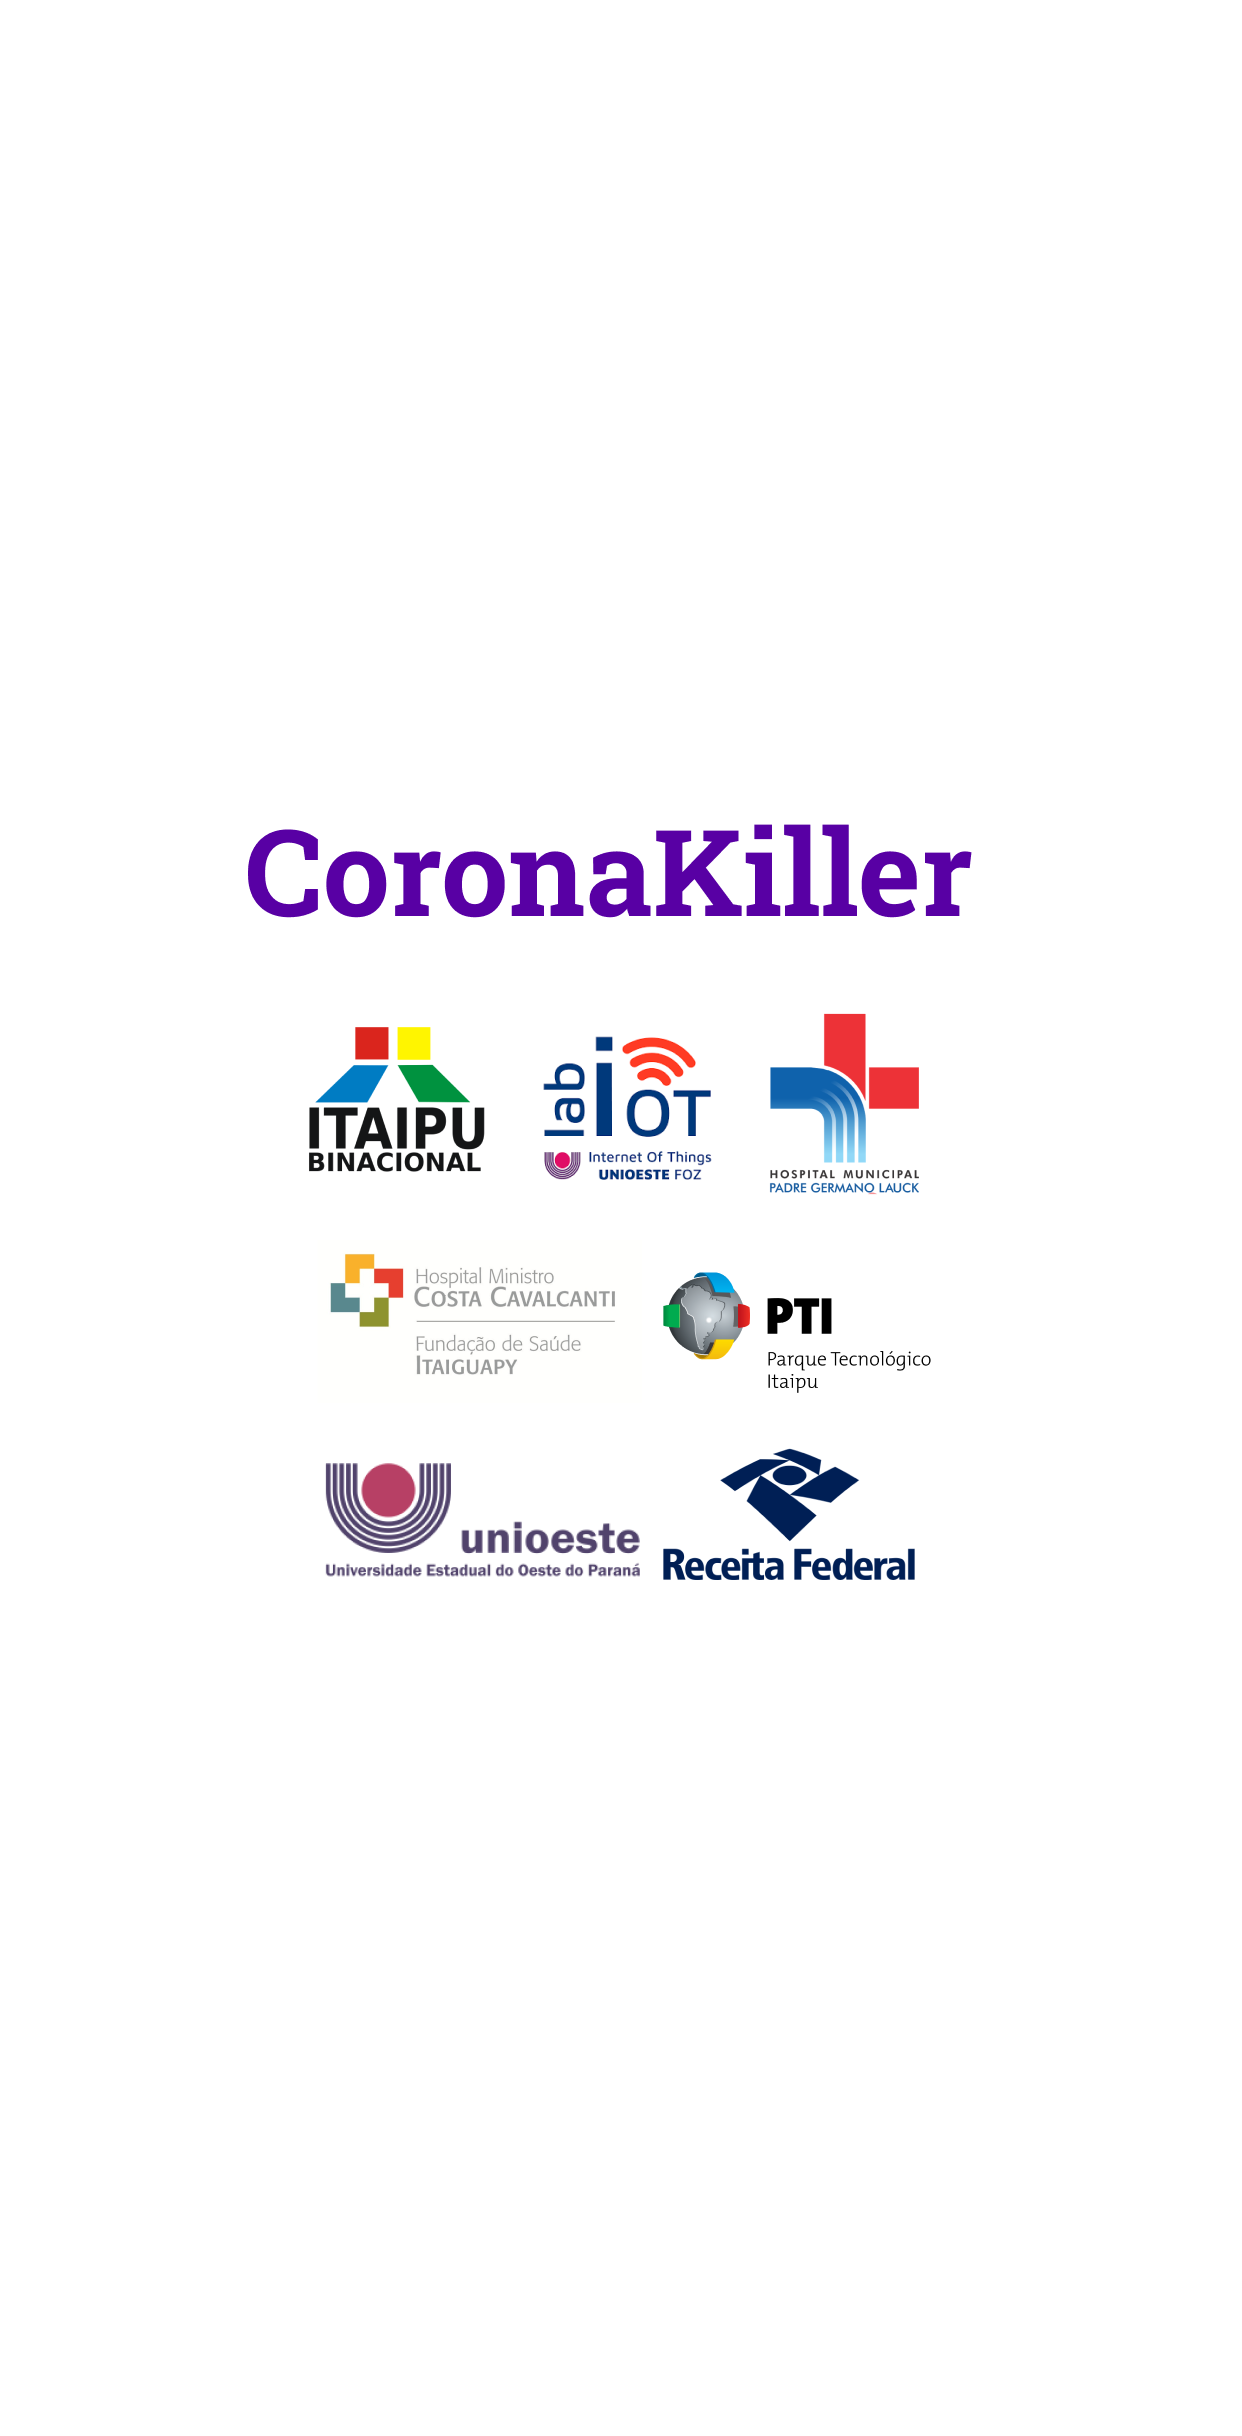 CoronaKiller
ITAIPU
BINACIONAL
lab iOT
Internet Of Things
UNIOESTE FOZ
HOSPITAL MUNICIPAL
PADRE GERMANO LAUCK
Hospital Ministro
COSTA CAVALCANTI
Fundação de Saúde
ITAIGUAPY
PTI
Parque Tecnológico
Itaipu
unioeste
Universidade Estadual do Oeste do Paraná
Receita Federal